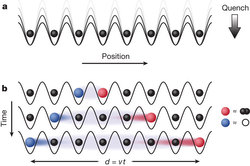 a
Quench
Position
b
Time
=
=
d = vt